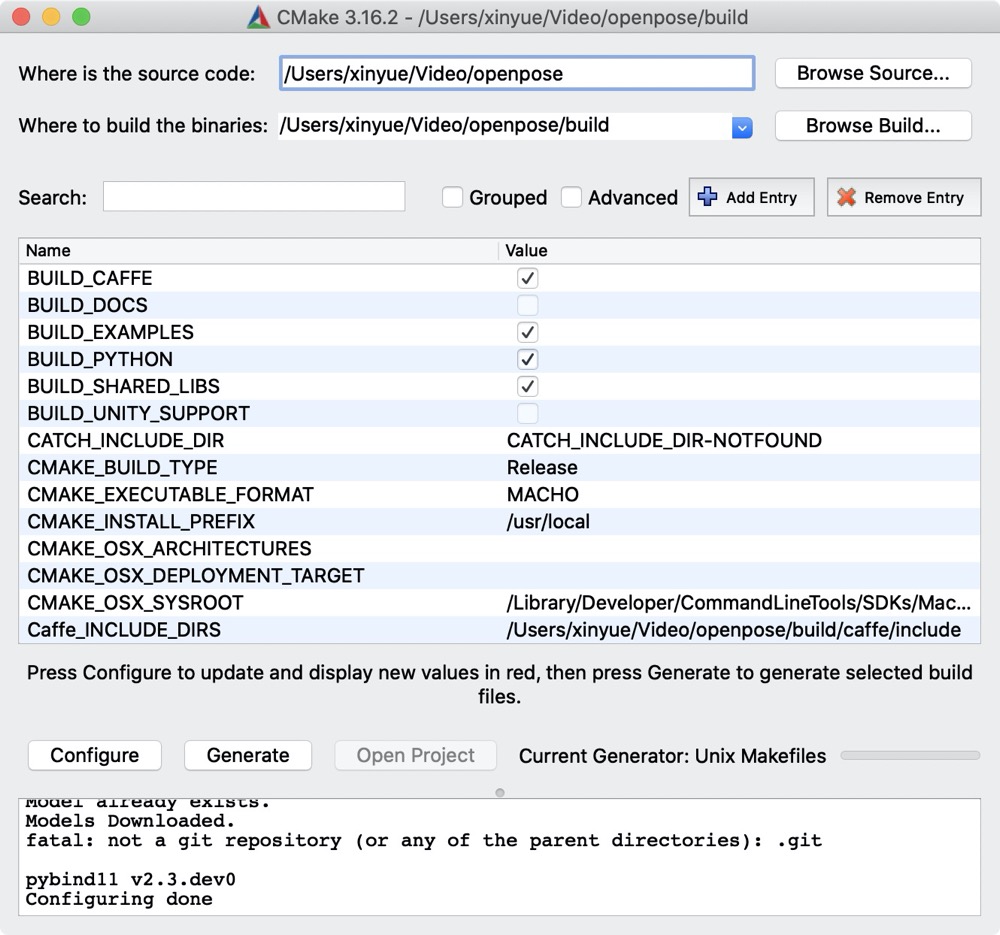 CMake 3.16.2 - /Users/xinyue/Video/openpose/build
Where is the source code: /Users/xinyue/Video/openpose Browse Source...
Where to build the binaries: /Users/xinyue/Video/openpose/build Browse Build...
Search: Grouped Advanced Add Entry Remove Entry
Name Value
BUILD_CAFFE
BUILD_DOCS
BUILD_EXAMPLES
BUILD_PYTHON
BUILD_SHARED_LIBS
BUILD_UNITY_SUPPORT
CATCH_INCLUDE_DIR CATCH_INCLUDE_DIR-NOTFOUND
CMAKE_BUILD_TYPE Release
CMAKE_EXECUTABLE_FORMAT MACHO
CMAKE_INSTALL_PREFIX /usr/local
CMAKE_OSX_ARCHITECTURES
CMAKE_OSX_DEPLOYMENT_TARGET
CMAKE_OSX_SYSROOT /Library/Developer/CommandLineTools/SDKs/Mac...
Caffe_INCLUDE_DIRS /Users/xinyue/Video/openpose/build/caffe/include
Press Configure to update and display new values in red, then press Generate to generate selected build
files.
Configure Generate Open Project Current Generator: Unix Makefiles
Model already exists.
Models Downloaded.
fatal: not a git repository (or any of the parent directories): .git
pybind11 v2.3.dev0
Configuring done